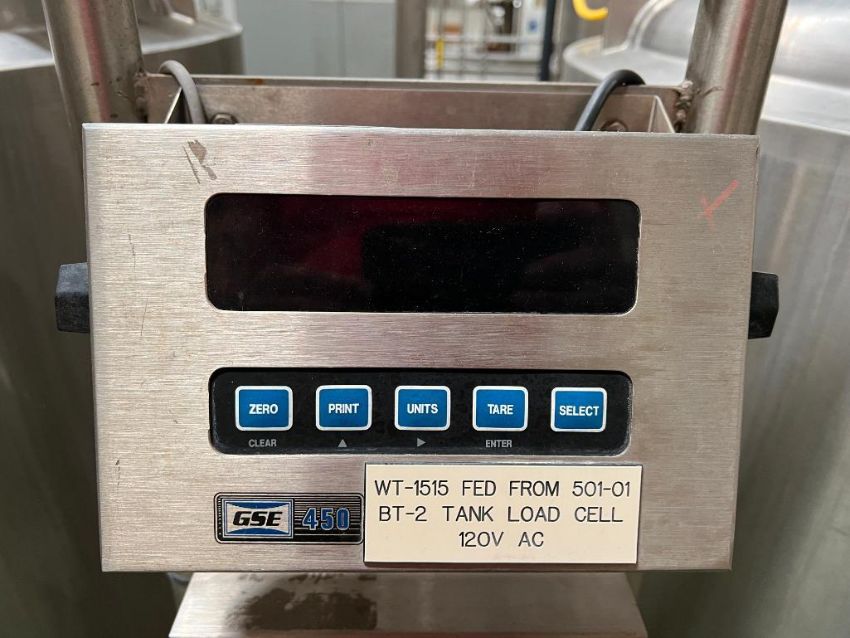 ZERO PRINT UNITS TARE SELECT
CLEAR ▲ ▶ ENTER
GSE 450
WT-1515 FED FROM 501-01
BT-2 TANK LOAD CELL
120V AC